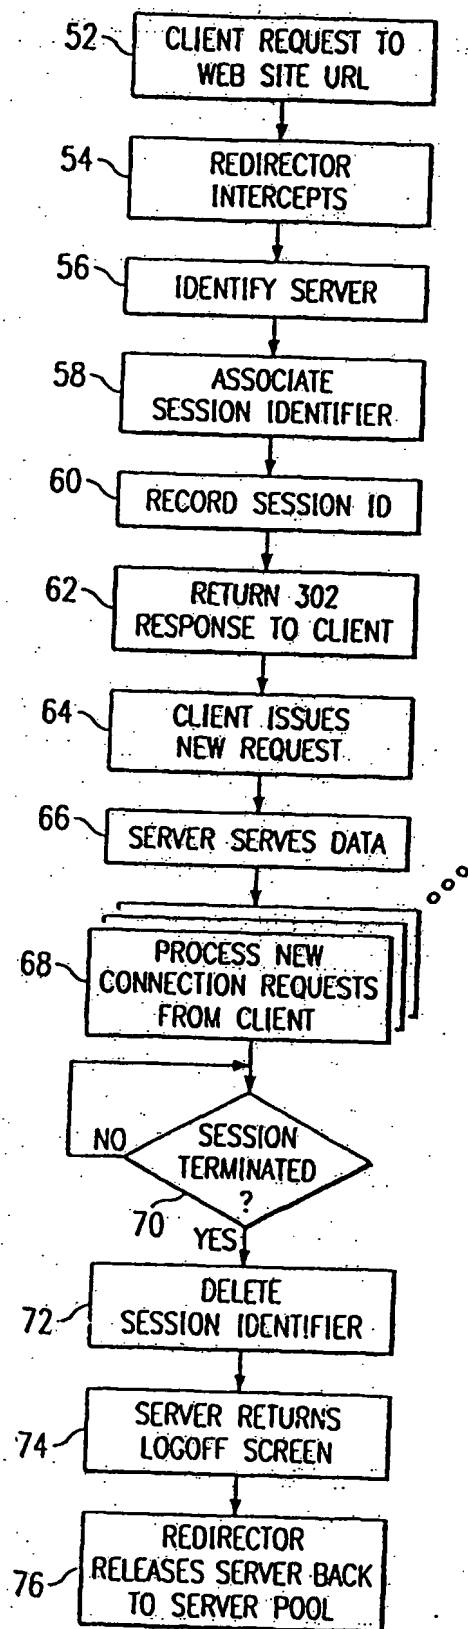 52
CLIENT REQUEST TO
WEB SITE URL
54
REDIRECTOR
INTERCEPTS
56
IDENTIFY SERVER
58
ASSOCIATE
SESSION IDENTIFIER
60
RECORD SESSION ID
62
RETURN 302
RESPONSE TO CLIENT
64
CLIENT ISSUES
NEW REQUEST
66
SERVER SERVES DATA
68
PROCESS NEW
CONNECTION REQUESTS
FROM CLIENT
NO
SESSION
TERMINATED
?
70
YES
72
DELETE
SESSION IDENTIFIER
74
SERVER RETURNS
LOGOFF SCREEN
76
REDIRECTOR
RELEASES SERVER BACK
TO SERVER POOL